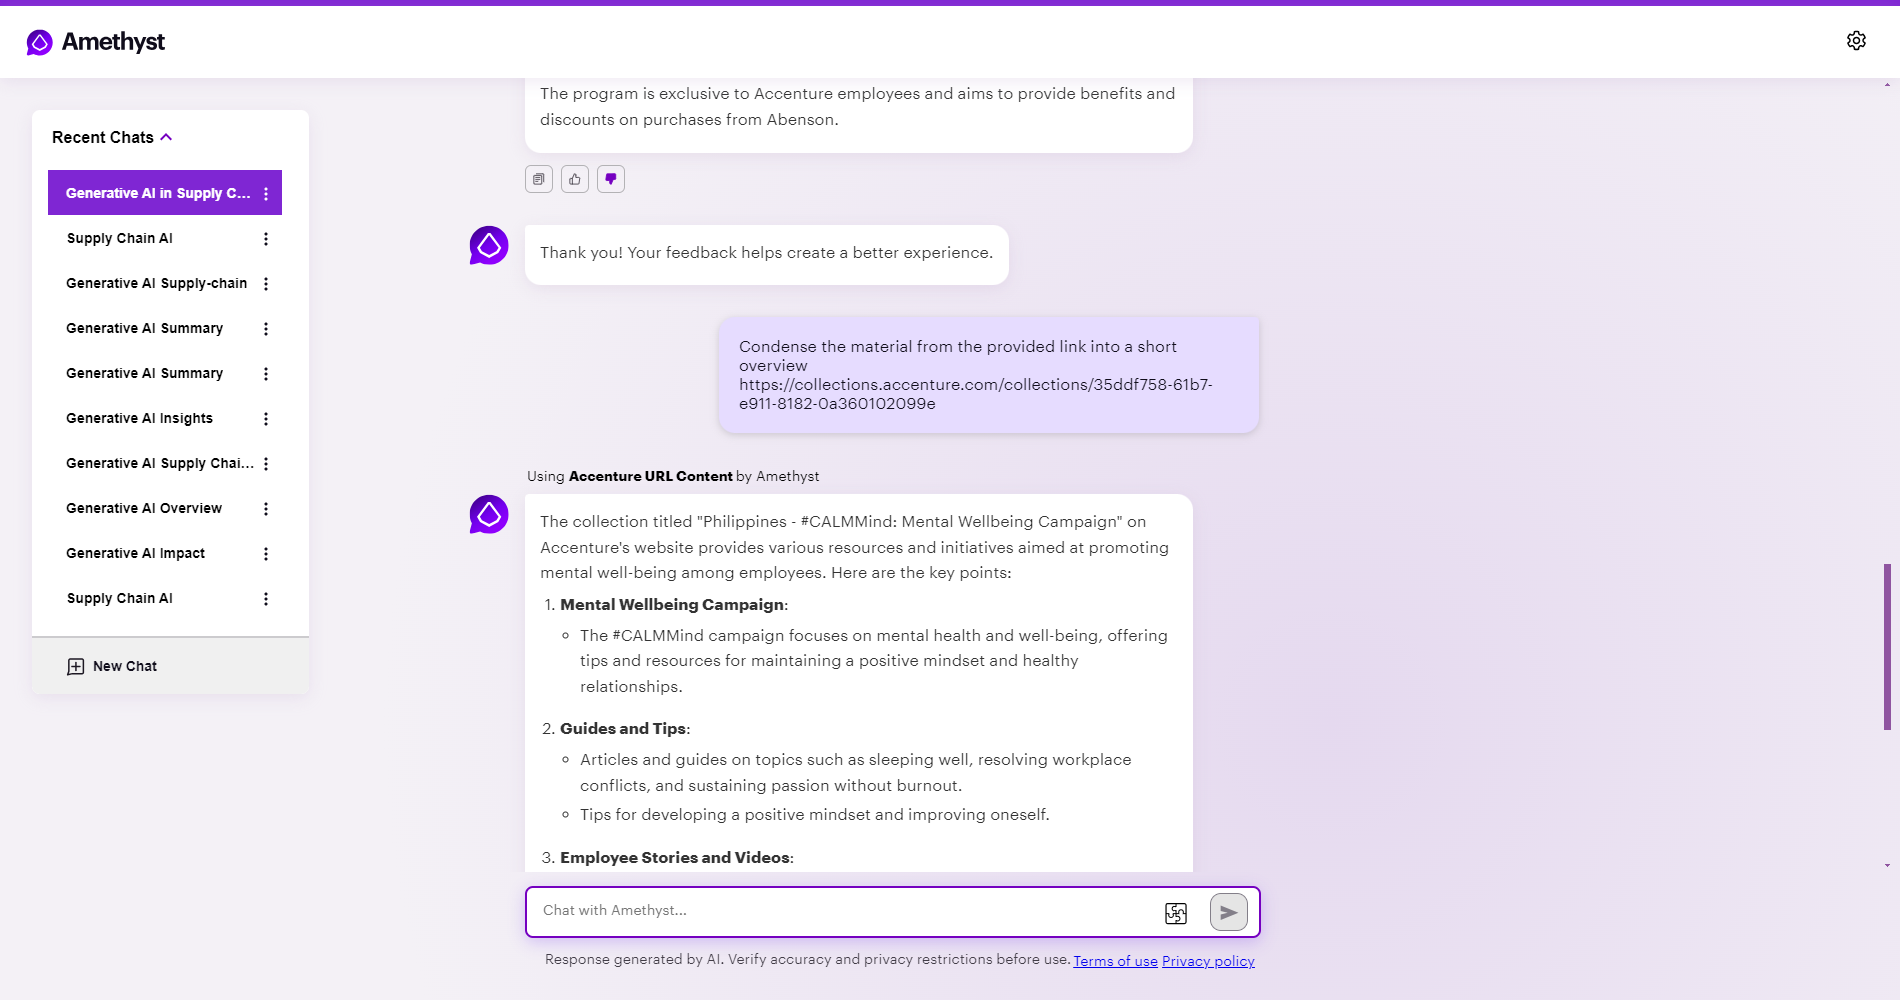 Amethyst
The program is exclusive to Accenture employees and aims to provide benefits and
discounts on purchases from Abenson.
Recent Chats
Generative AI in Supply C...
Supply Chain AI
Generative AI Supply-chain
Generative AI Summary
Generative AI Summary
Generative AI Insights
Generative AI Supply Chai...
Generative AI Overview
Generative AI Impact
Supply Chain AI
New Chat
Thank you! Your feedback helps create a better experience.
Condense the material from the provided link into a short
overview
https://collections.accenture.com/collections/35ddf758-61b7-
e911-8182-0a360102099e
Using Accenture URL Content by Amethyst
The collection titled "Philippines - #CALMMind: Mental Wellbeing Campaign" on
Accenture's website provides various resources and initiatives aimed at promoting
mental well-being among employees. Here are the key points:
1. Mental Wellbeing Campaign:
The #CALMMind campaign focuses on mental health and well-being, offering
tips and resources for maintaining a positive mindset and healthy
relationships.
2. Guides and Tips:
Articles and guides on topics such as sleeping well, resolving workplace
conflicts, and sustaining passion without burnout.
Tips for developing a positive mindset and improving oneself.
3. Employee Stories and Videos:
Chat with Amethyst...
Response generated by AI. Verify accuracy and privacy restrictions before use. Terms of use Privacy policy